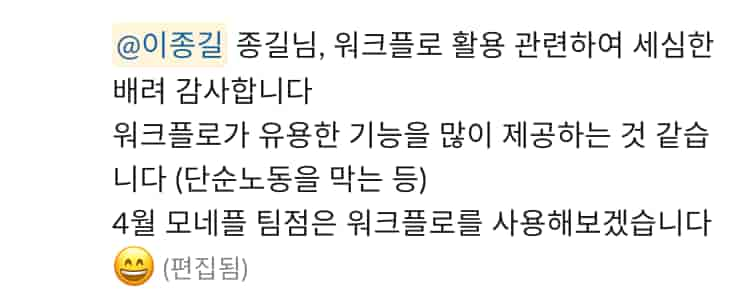 @이종길 종길님, 워크플로 활용 관련하여 세심한
배려 감사합니다
워크플로가 유용한 기능을 많이 제공하는 것 같습
니다 (단순노동을 막는 등)
4월 모네플 팀점은 워크플로를 사용해보겠습니다
😄 (편집됨)